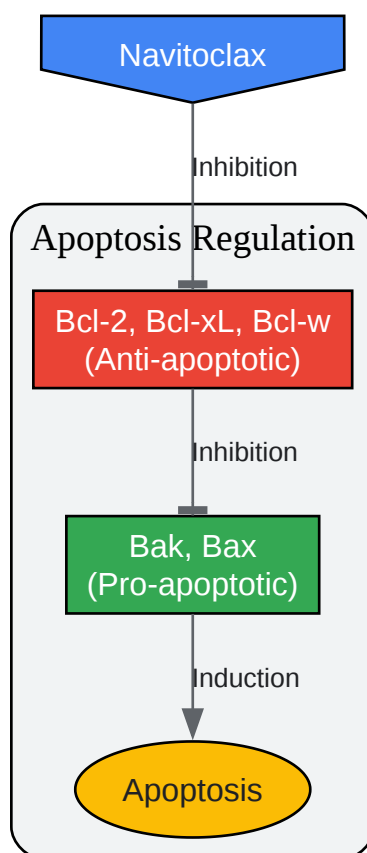 Navitoclax
Inhibition
Apoptosis Regulation
Bcl-2, Bcl-xL, Bcl-w
(Anti-apoptotic)
Inhibition
Bak, Bax
(Pro-apoptotic)
Induction
Apoptosis